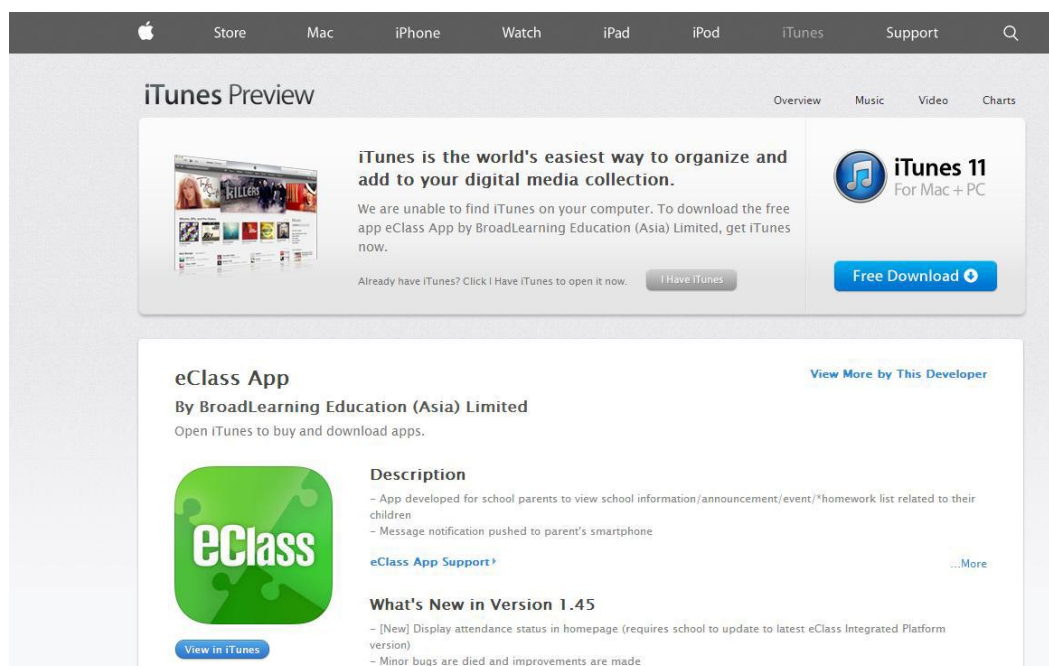 Store Mac iPhone Watch iPad iPod iTunes Support
iTunes Preview
Overview Music Video Charts
iTunes is the world's easiest way to organize and
add to your digital media collection.
We are unable to find iTunes on your computer. To download the free
app eClass App by BroadLearning Education (Asia) Limited, get iTunes
now.
Already have iTunes? Click I Have iTunes to open it now.
I Have iTunes
iTunes 11
For Mac + PC
Free Download
KILLERS
eClass App
View More by This Developer
By BroadLearning Education (Asia) Limited
Open iTunes to buy and download apps.
eClass
View in iTunes
Description
– App developed for school parents to view school information/announcement/event/*homework list related to their
children
– Message notification pushed to parent's smartphone
eClass App Support
...More
What's New in Version 1.45
– [New] Display attendance status in homepage (requires school to update to latest eClass Integrated Platform
version)
– Minor bugs are died and improvements are made